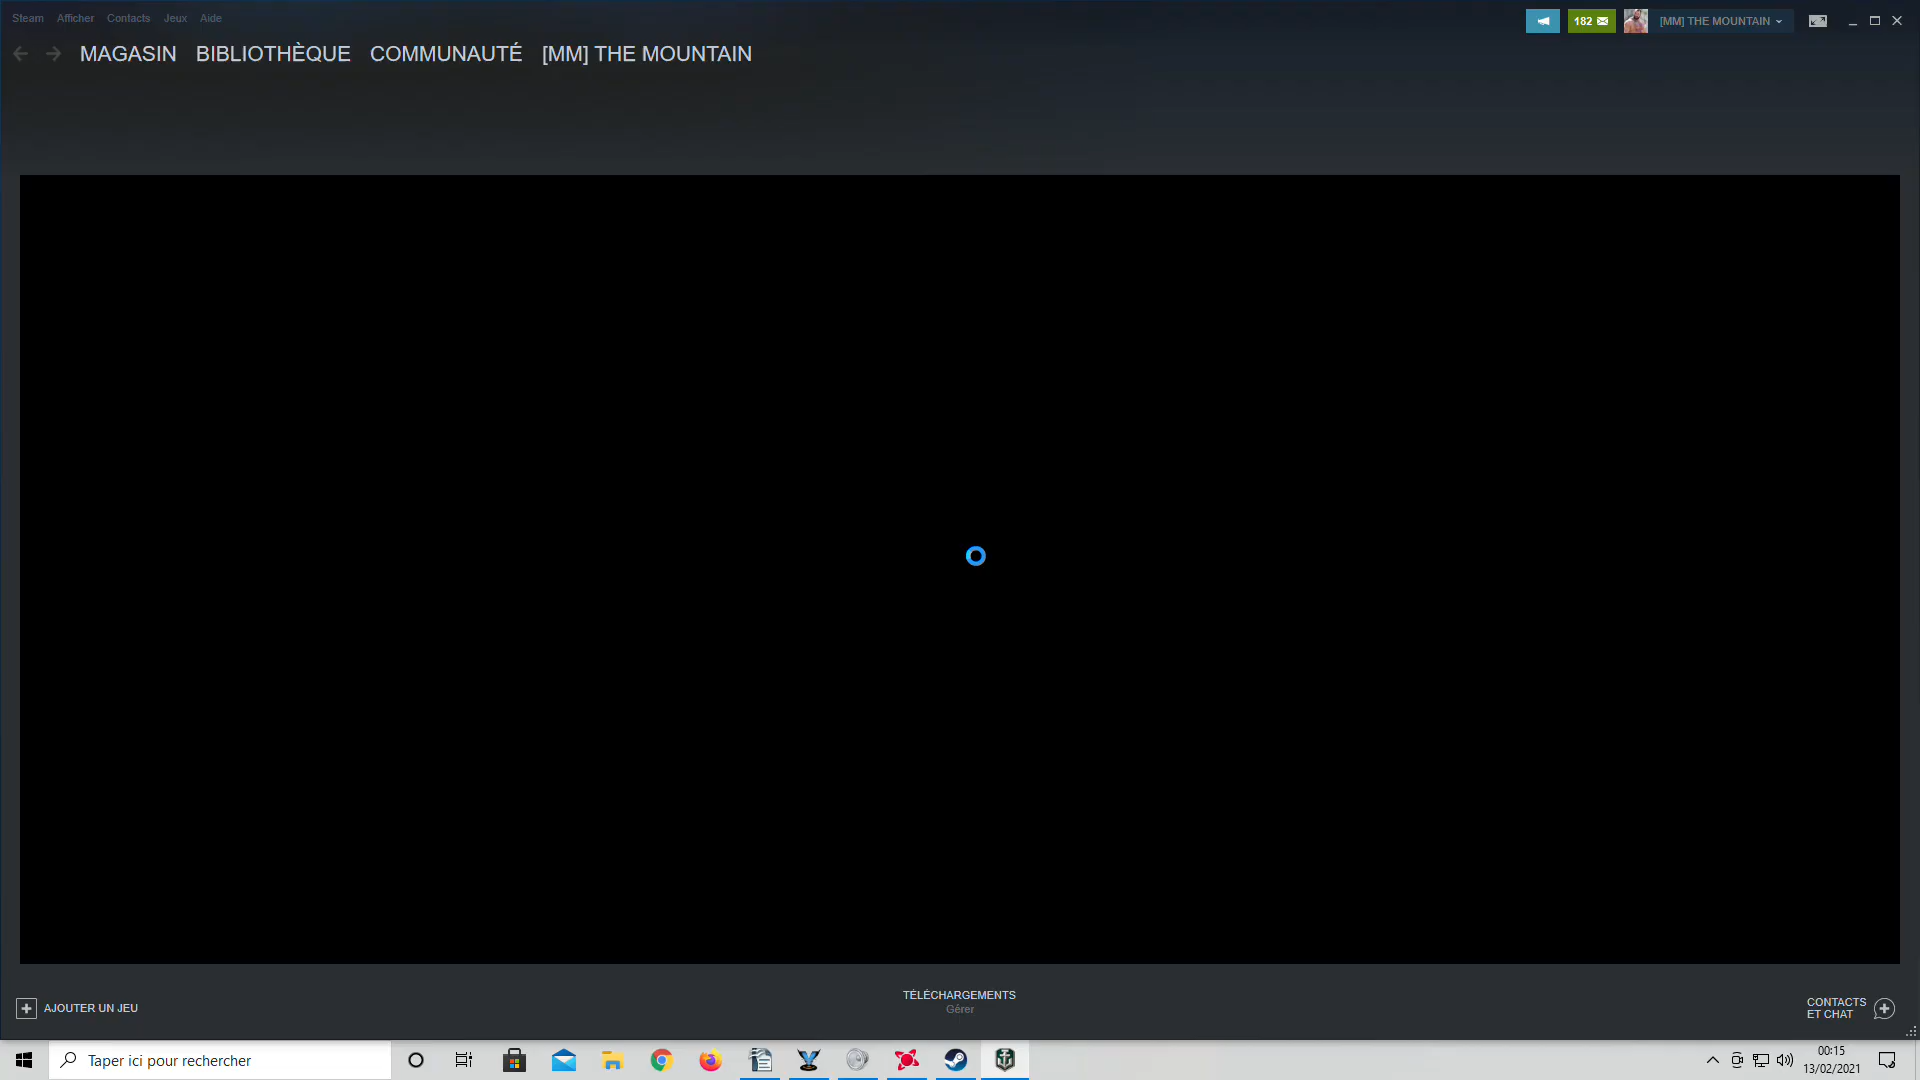 Steam Afficher Contacts Jeux Aide
182
[MM] THE MOUNTAIN
MAGASIN BIBLIOTHÈQUE COMMUNAUTÉ [MM] THE MOUNTAIN
AJOUTER UN JEU
TÉLÉCHARGEMENTS
Gérer
CONTACTS
ET CHAT
Taper ici pour rechercher
00:15
13/02/2021